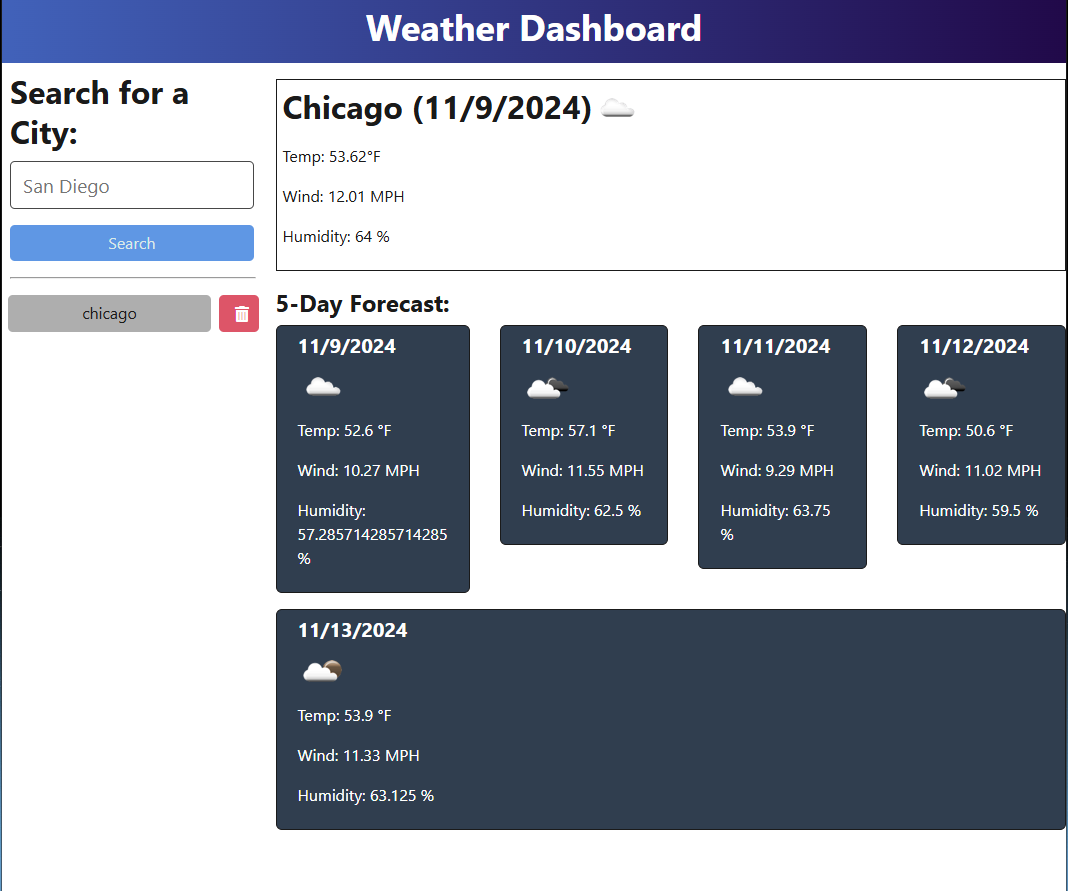 Weather Dashboard
Search for a
City:
San Diego
Search
chicago
Chicago (11/9/2024)
Temp: 53.62°F
Wind: 12.01 MPH
Humidity: 64 %
5-Day Forecast:
11/9/2024
Temp: 52.6 °F
Wind: 10.27 MPH
Humidity:
57.285714285714285
%
11/10/2024
Temp: 57.1 °F
Wind: 11.55 MPH
Humidity: 62.5 %
11/11/2024
Temp: 53.9 °F
Wind: 9.29 MPH
Humidity: 63.75
%
11/12/2024
Temp: 50.6 °F
Wind: 11.02 MPH
Humidity: 59.5 %
11/13/2024
Temp: 53.9 °F
Wind: 11.33 MPH
Humidity: 63.125 %